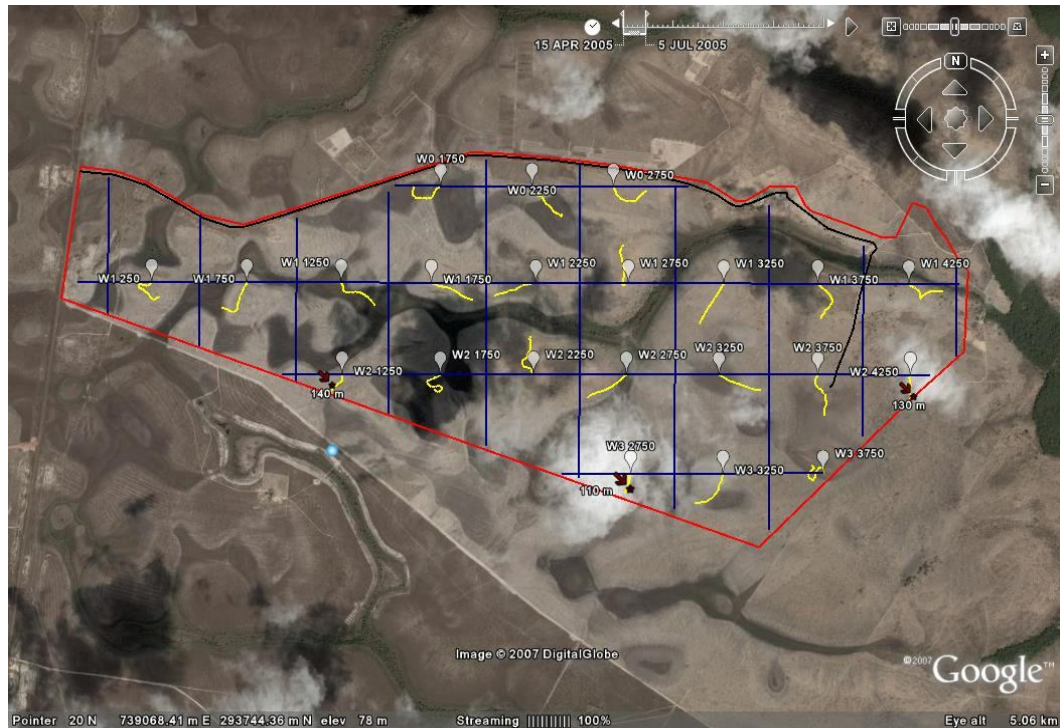 15 APR 2005
5 JUL 2005
N
W0 1750
W0 2250
W0 2750
W1 250
W1 750
W1 1250
W1 1750
W1 2250
W1 2750
W1 3250
W1 3750
W1 4250
W2 1250
W2 1750
W2 2250
W2 2750
W2 3250
W2 3750
W2 4250
140 m
130 m
W3 2750
W3 3250
W3 3750
110 m
Image © 2007 DigitalGlobe
©2007 Google™
Pointer 20 N 739068.41 m E 293744.36 m N elev 78 m Streaming 100% Eye alt 5.06 km